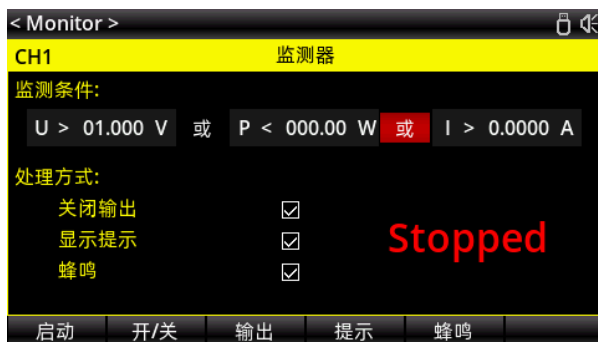 < Monitor >
CH1 监测器
监测条件:
U > 01.000 V 或 P < 000.00 W 或 I > 0.0000 A
处理方式:
关闭输出
显示提示
Stopped
蜂鸣
启动 开/关 输出 提示 蜂鸣